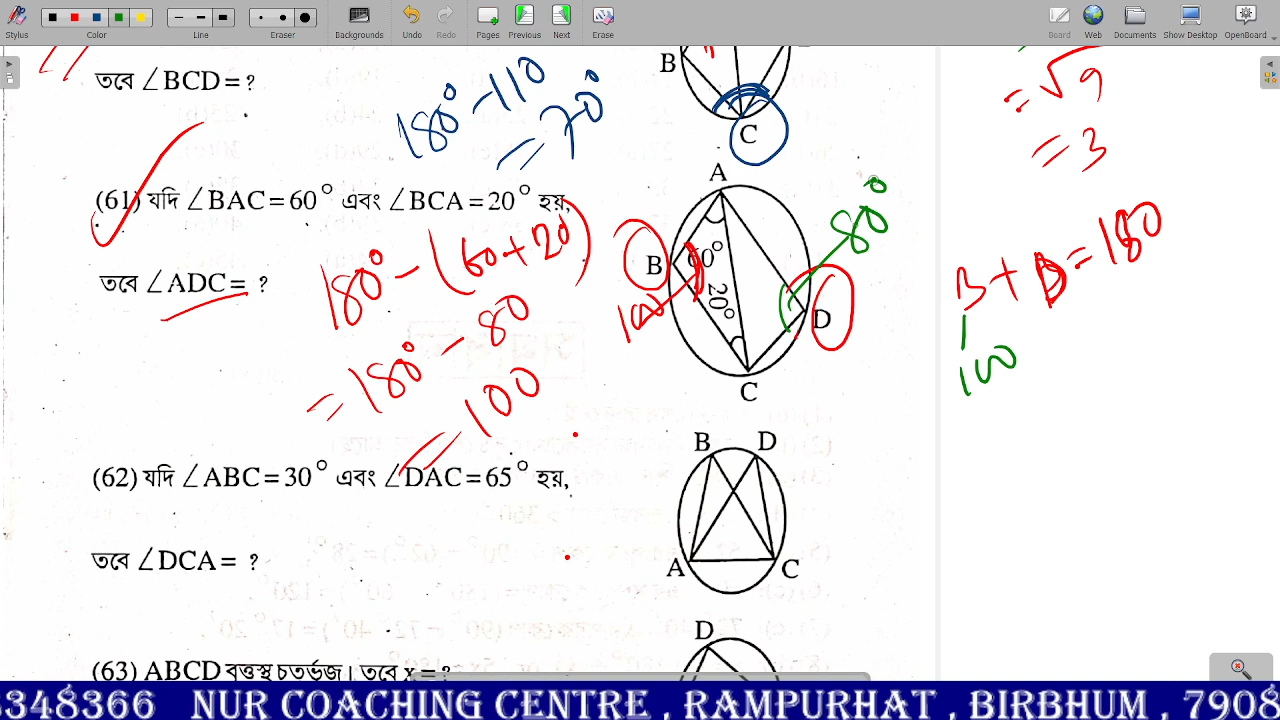 Stylus
Color
Line
Eraser
Backgrounds
Undo
Redo
Pages
Previous
Next
Erase
Board
Web
Documents
Show Desktop
OpenBoard
তবে ∠BCD = ?
180° - 110
= 70°
B
C
= √9
= 3
(61) যদি ∠BAC = 60° এবং ∠BCA = 20° হয়,
তবে ∠ADC = ?
180° - (60 + 20)
= 180° - 80
= 100
A
B
60°
20°
100
D
C
80°
B + D = 180
100
(62) যদি ∠ABC = 30° এবং ∠DAC = 65° হয়,
তবে ∠DCA = ?
B D
A C
(63) ABCD বৃত্তস্থ চতুর্ভুজ। তবে x = ?
D
348366 NUR COACHING CENTRE, RAMPURHAT, BIRBHUM, 7908